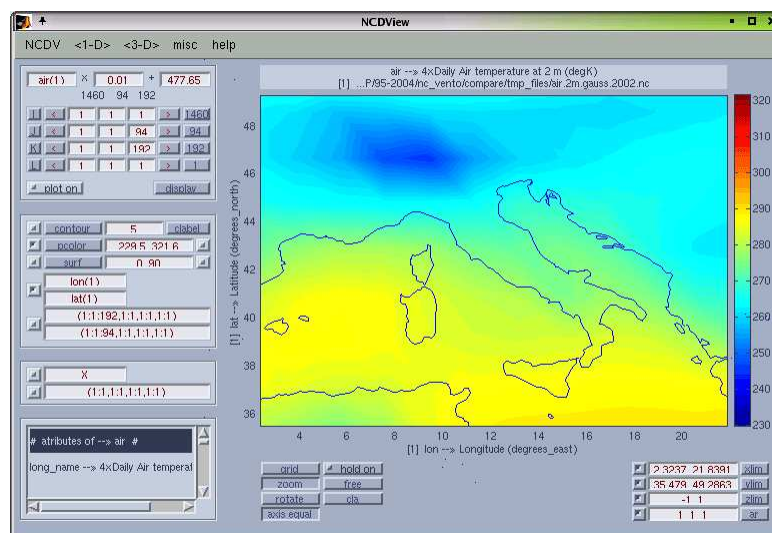 NCDView
NCDV <1-D> <3-D> misc help
air(1) x 0.01 + 477.65
1460 94 192
I < 1 1 1 > 1460
J < 1 1 94 > 94
K < 1 1 192 > 192
L < 1 1 1 > 1
plot on display
contour 5 clabel
pcolor 229.5 321.6
surf 0 90
lon(1)
lat(1)
(1:1:192,1:1,1:1,1:1)
(1:1:94,1:1,1:1,1:1)
X
(1:1,1:1,1:1,1:1)
# atributes of --> air #
long_name --> 4xDaily Air temperat
air --> 4xDaily Air temperature at 2 m (degK)
[1] ...P/95-2004/nc_vento/compare/tmp_files/air.2m.gauss.2002.nc
48
46
44
42
40
38
36
[1] lat --> Latitude (degrees_north)
4 6 8 10 12 14 16 18 20
[1] lon --> Longitude (degrees_east)
320
310
300
290
280
270
260
250
240
230
grid hold on
zoom free
rotate cla
axis equal
2.3237 21.8391 xlim
35.479 49.2863 ylim
-1 1 zlim
1 1 1 ar